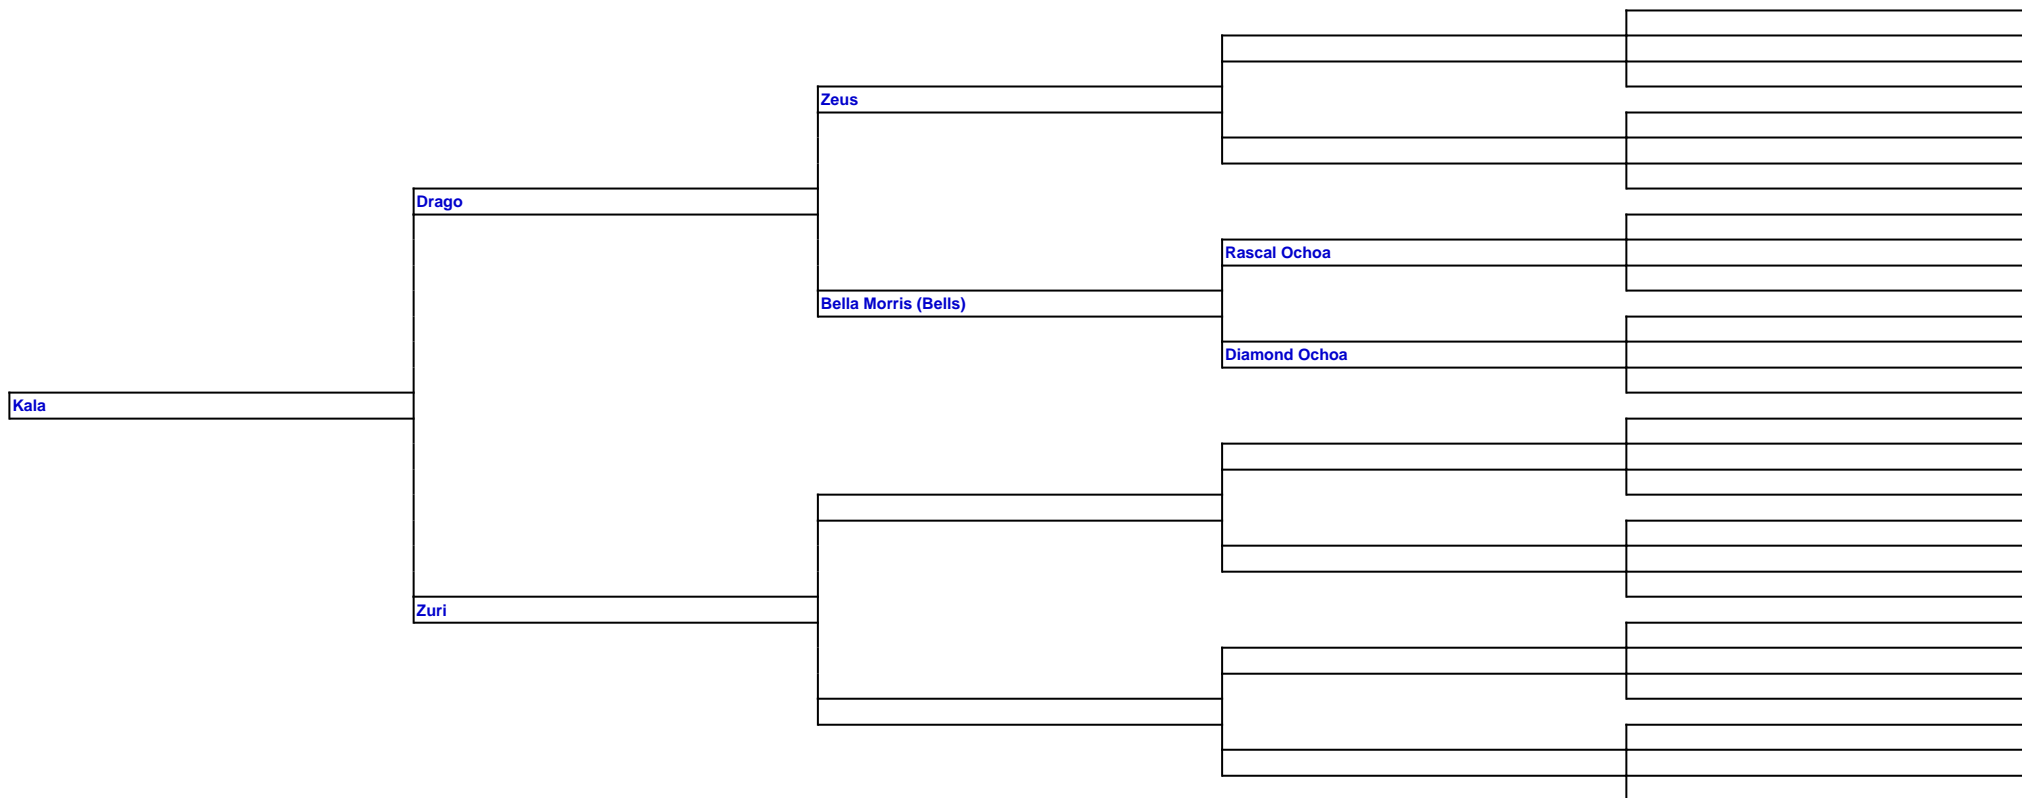 Zeus
Drago
Rascal Ochoa
Bella Morris (Bells)
Diamond Ochoa
Kala
Zuri